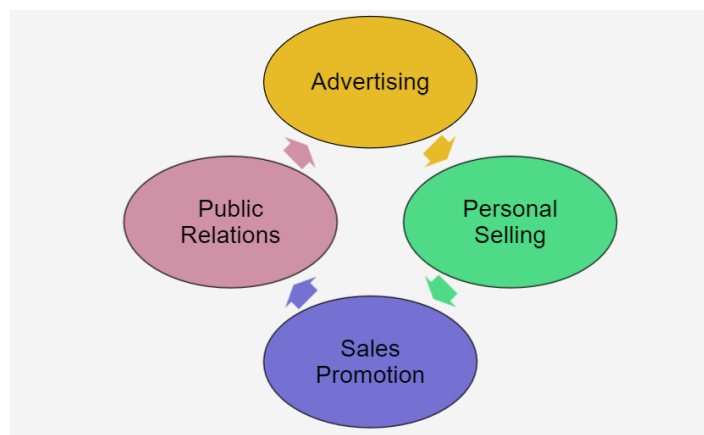 Advertising
Public
Relations
Personal
Selling
Sales
Promotion